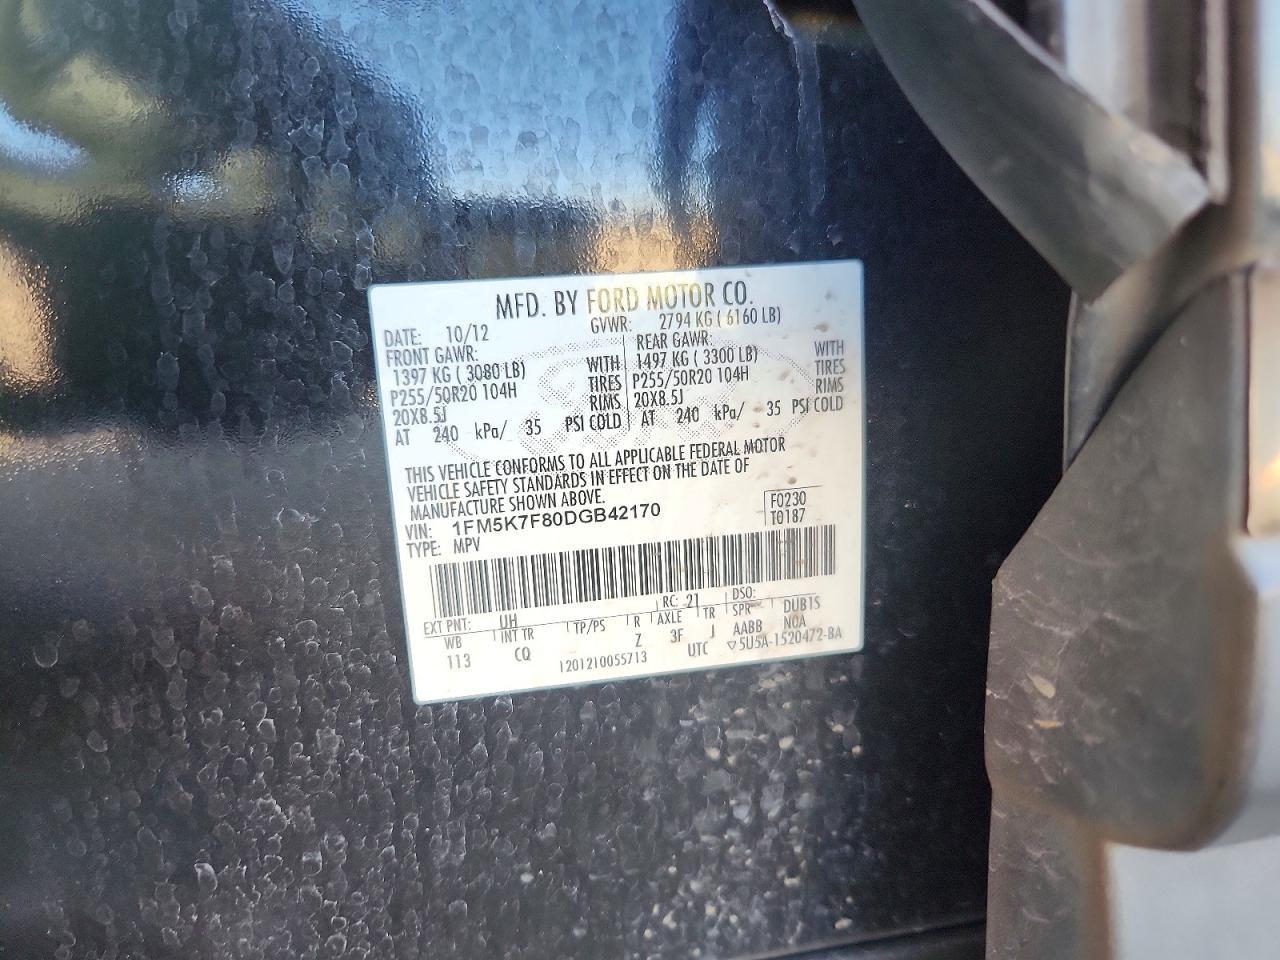 MFD. BY FORD MOTOR CO.
DATE: 10/12 GVWR: 2794 KG ( 6160 LB)
FRONT GAWR: REAR GAWR:
1397 KG ( 3080 LB) WITH 1497 KG ( 3300 LB) WITH
P255/50R20 104H TIRES P255/50R20 104H TIRES
20X8.5J RIMS 20X8.5J RIMS
AT 240 kPa/ 35 PSI COLD AT 240 kPa/ 35 PSI COLD
THIS VEHICLE CONFORMS TO ALL APPLICABLE FEDERAL MOTOR
VEHICLE SAFETY STANDARDS IN EFFECT ON THE DATE OF
MANUFACTURE SHOWN ABOVE.
VIN: 1FM5K7F80DGB42170 F0230
TYPE: MPV T0187
EXT PNT: UH RC: 21 DSO:
WB INT TR TP/PS R AXLE TR SPR DUB1S
113 CQ Z 3F J AABB NOA
1201210055713 UTC ▽5U5A-1520472-BA